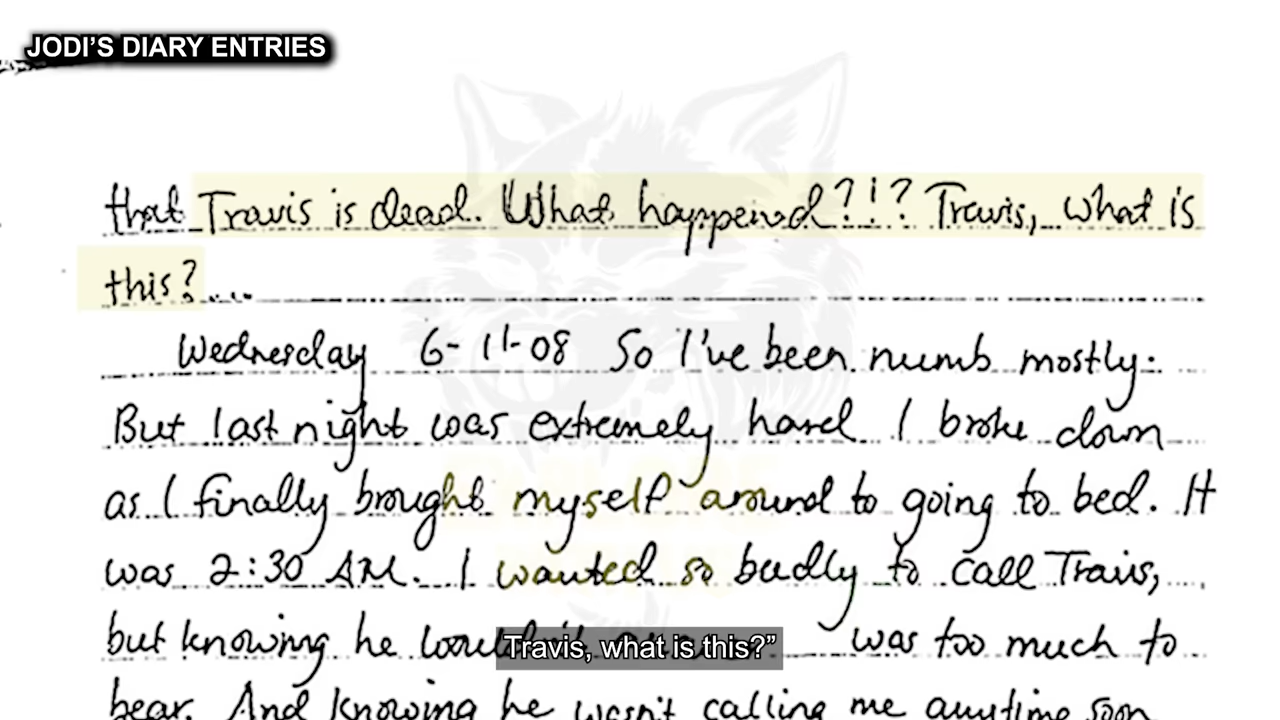 JODI'S DIARY ENTRIES
that Travis is dead. What happened?!? Travis, what is
this?....
Wednesday 6-11-08 So I've been numb mostly.
But last night was extremely hard I broke down
as I finally brought myself around to going to bed. It
was 2:30 AM. I wanted so badly to call Travis,
but knowing he was too much to
bear. And knowing he wasn't calling me anytime soon
Travis, what is this?”